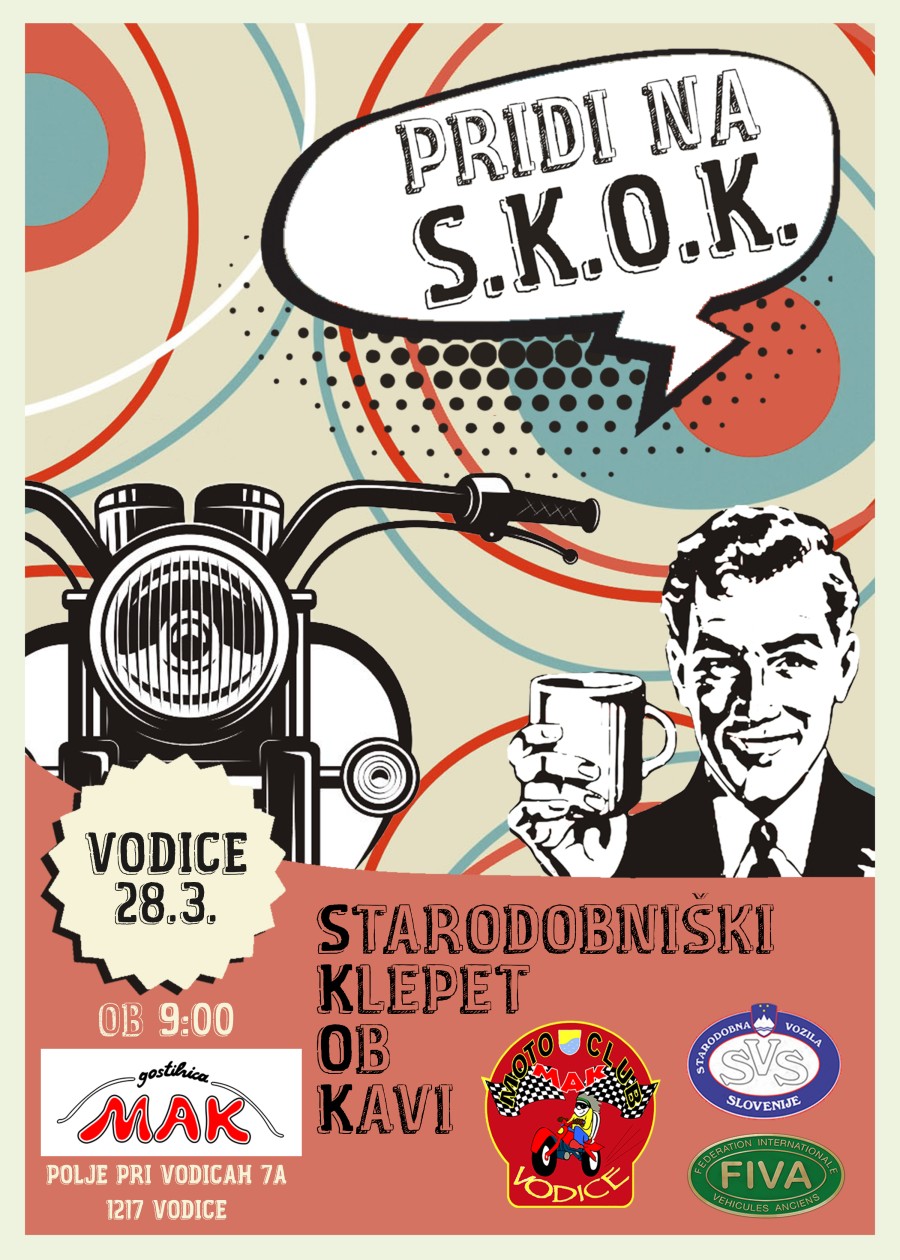 PRIDI NA
S.K.O.K.
VODICE
28.3.
OB 9:00
gostilnica
MAK
POLJE PRI VODICAH 7A
1217 VODICE
STARODOBNIŠKI
KLEPET
OB
KAVI
MOTO CLUB
MAK
VODICE
STARODOBNA VOZILA
SVS
SLOVENIJE
FEDERATION INTERNATIONALE
FIVA
VEHICULES ANCIENS